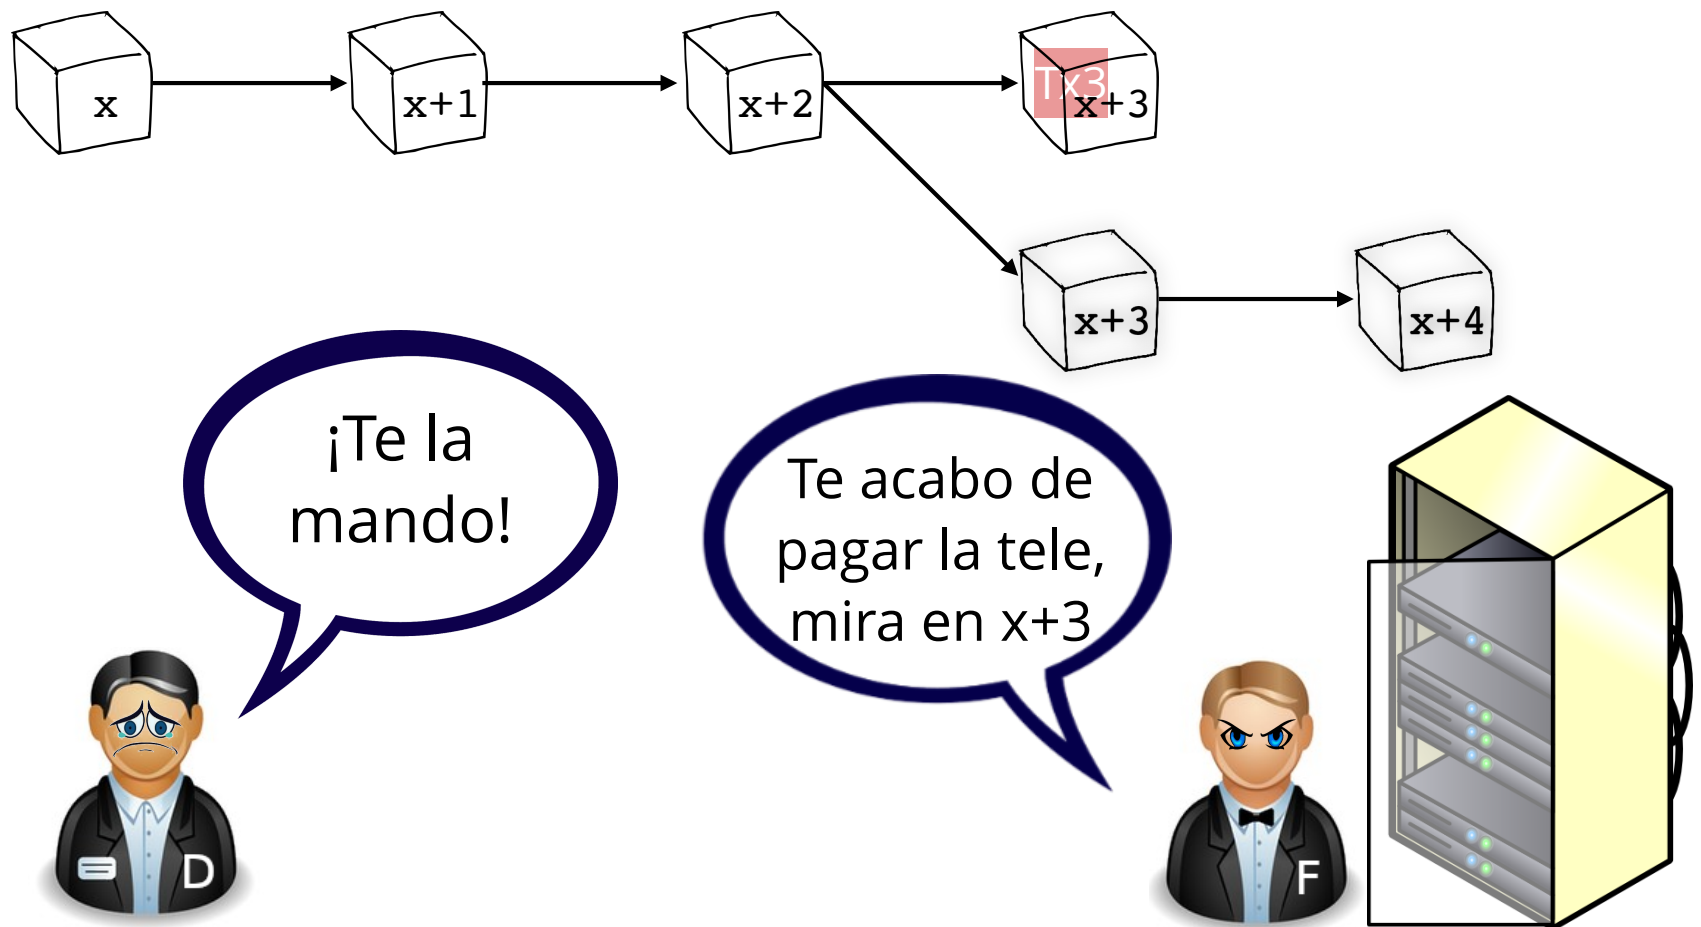 x
x+1
x+2
Tx3
x+3
x+3
x+4
¡Te la
mando!
Te acabo de
pagar la tele,
mira en x+3
D
F